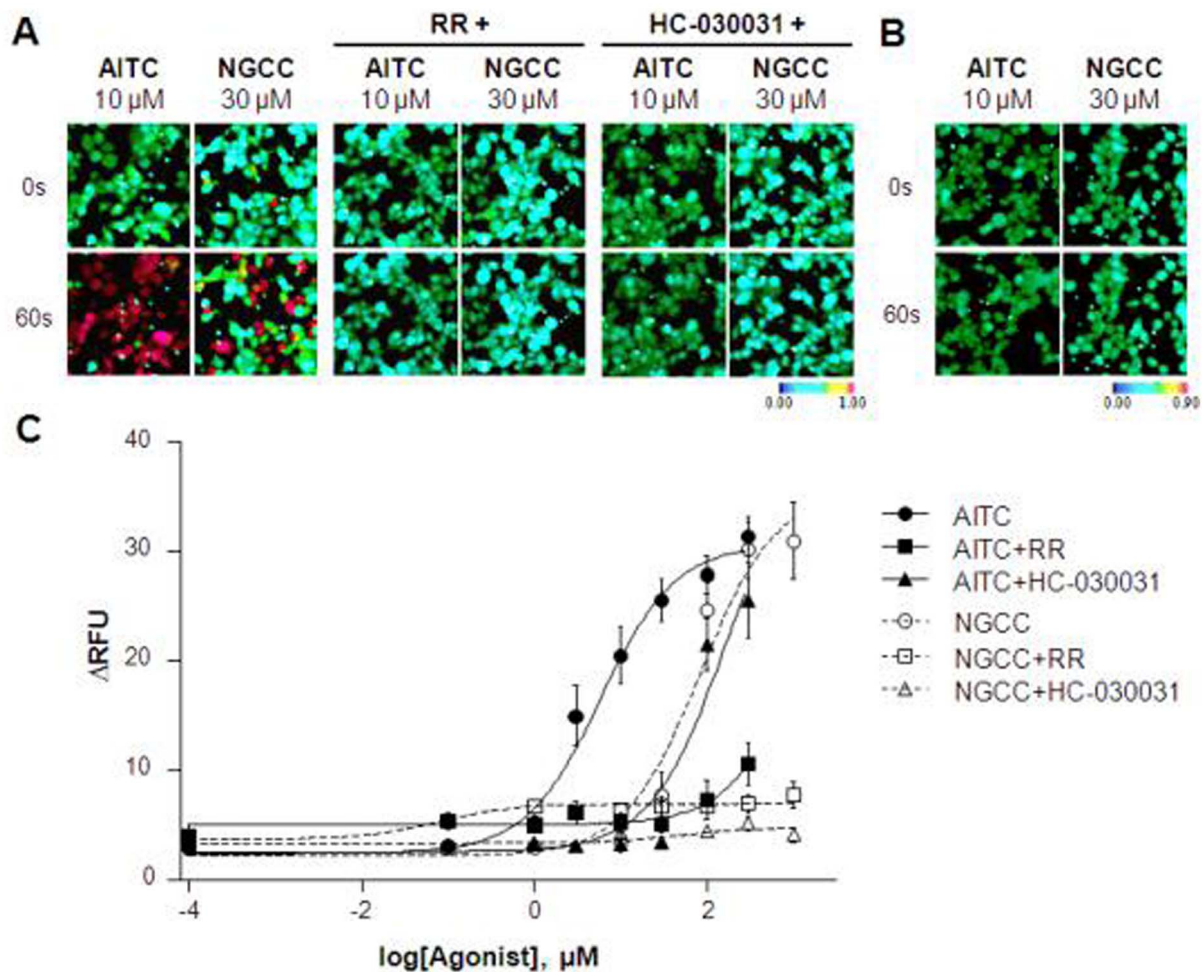 A
RR +
HC-030031 +
B
AITC NGCC AITC NGCC AITC NGCC AITC NGCC
10 µM 30 µM 10 µM 30 µM 10 µM 30 µM 10 µM 30 µM
0s 0s
60s 60s
0.00 1.00 0.00 0.90
C
40
30
20
10
0
ΔRFU
-4 -2 0 2
log[Agonist], µM
AITC
AITC+RR
AITC+HC-030031
NGCC
NGCC+RR
NGCC+HC-030031